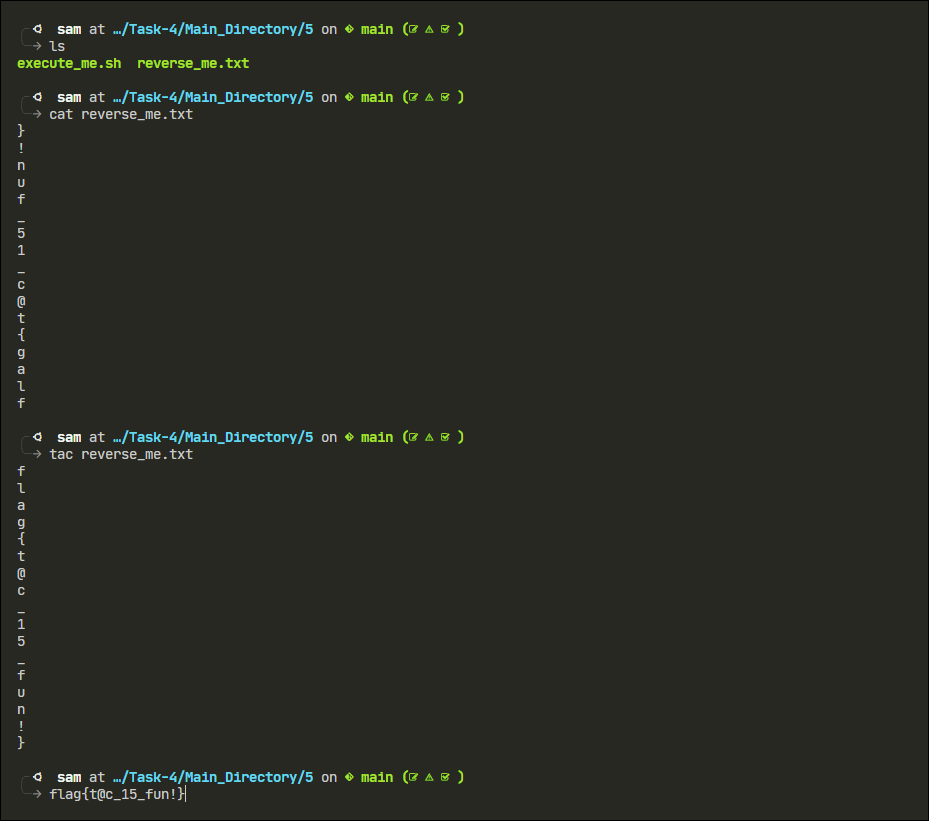 sam at …/Task-4/Main_Directory/5 on main ( )
ls
execute_me.sh reverse_me.txt
sam at …/Task-4/Main_Directory/5 on main ( )
cat reverse_me.txt
}
!
n
u
f
_
5
1
_
c
@
t
{
g
a
l
f
sam at …/Task-4/Main_Directory/5 on main ( )
tac reverse_me.txt
f
l
a
g
{
t
@
c
_
1
5
_
f
u
n
!
}
sam at …/Task-4/Main_Directory/5 on main ( )
flag{t@c_15_fun!}